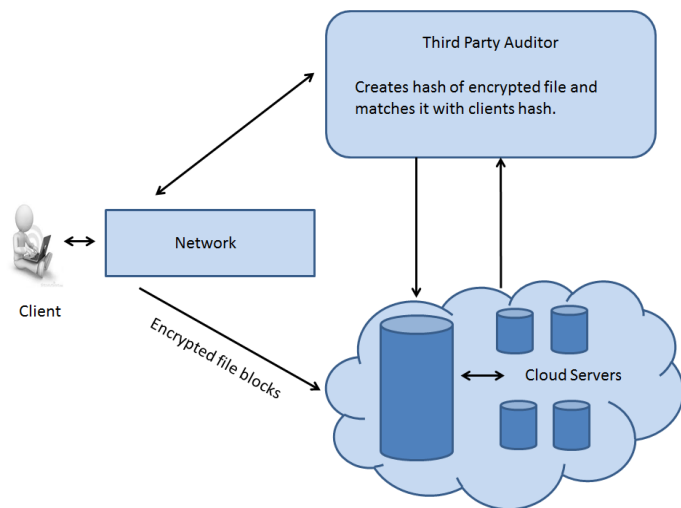 Third Party Auditor
Creates hash of encrypted file and
matches it with clients hash.
Network
Client
Encrypted file blocks
Cloud Servers